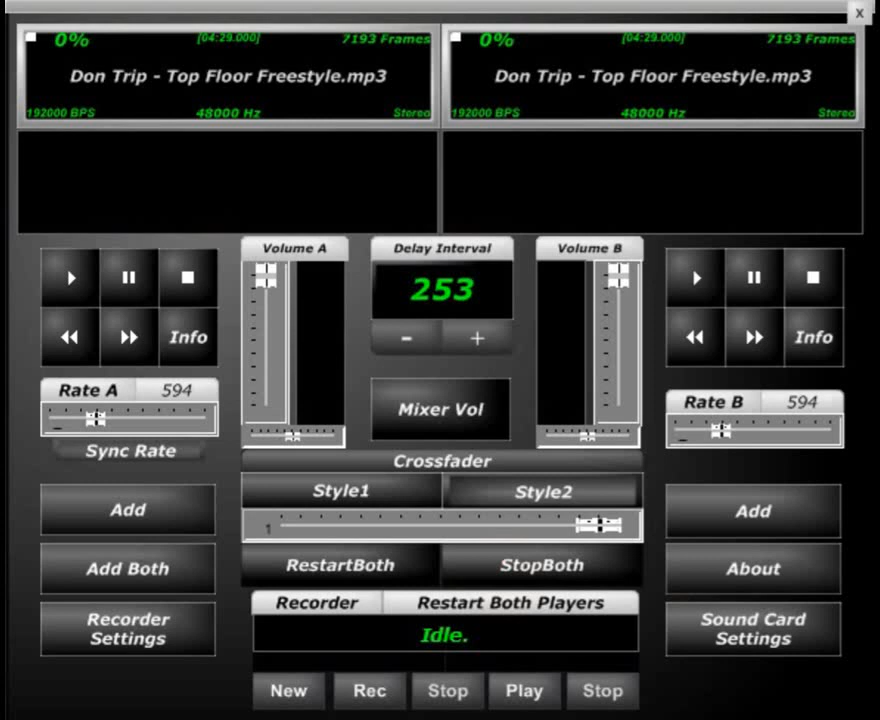 x
0% [04:29.000] 7193 Frames
Don Trip - Top Floor Freestyle.mp3
192000 BPS 48000 Hz Stereo
0% [04:29.000] 7193 Frames
Don Trip - Top Floor Freestyle.mp3
192000 BPS 48000 Hz Stereo
Volume A
Delay Interval
Volume B
253
- +
Info
Info
Mixer Vol
Rate A 594
Rate B 594
Sync Rate
Crossfader
Style1 Style2
1
Add
Add Both
Recorder
Settings
RestartBoth StopBoth
Add
About
Sound Card
Settings
Recorder Restart Both Players
Idle.
New Rec Stop Play Stop